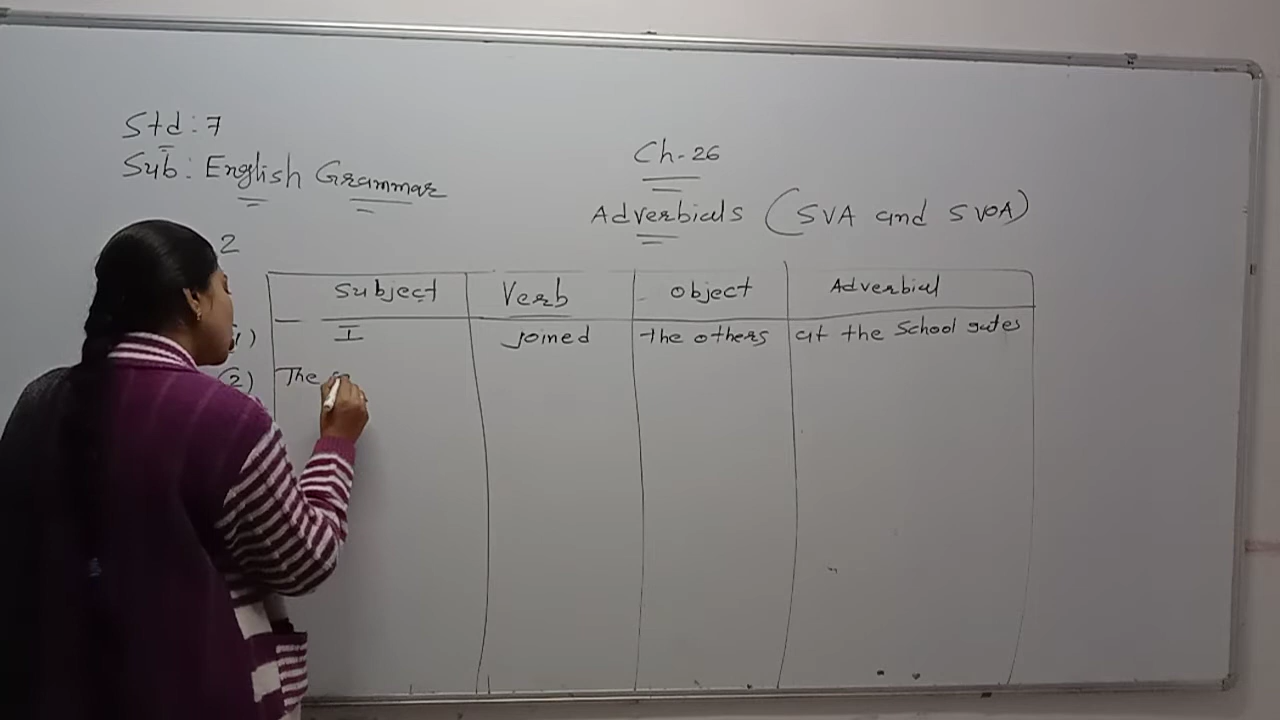 Std: 7
Sub: English Grammar
Ch-26
Adverbials (SVA and SVOA)
2
Subject Verb Object Adverbial
(1) I joined the others at the School gates
(2) The